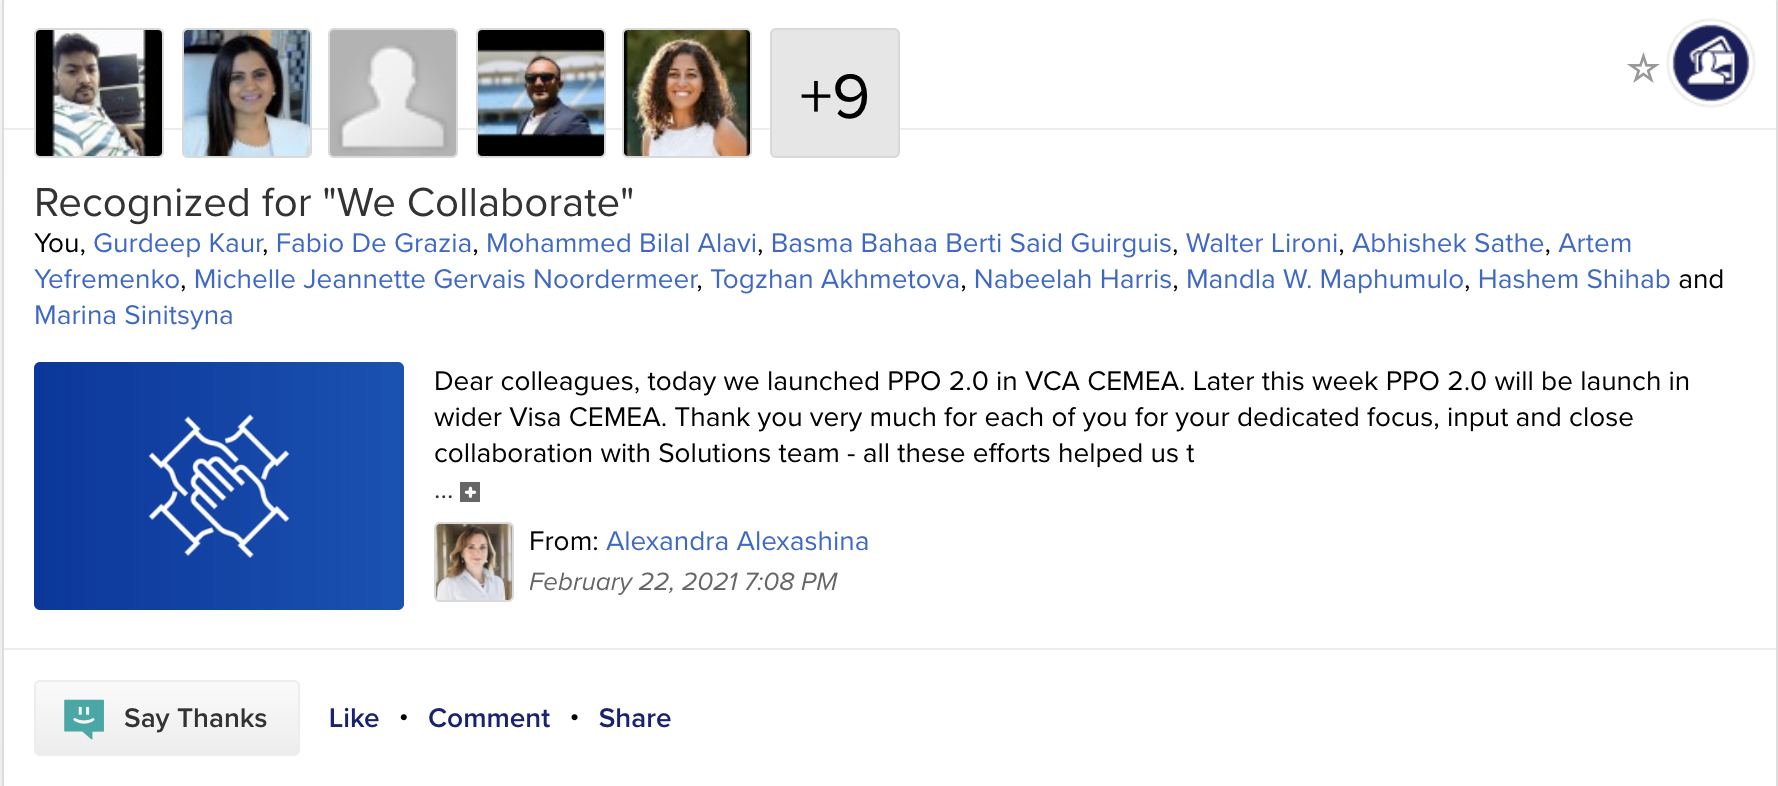 +9
Recognized for "We Collaborate"
You, Gurdeep Kaur, Fabio De Grazia, Mohammed Bilal Alavi, Basma Bahaa Berti Said Guirguis, Walter Lironi, Abhishek Sathe, Artem
Yefremenko, Michelle Jeannette Gervais Noordermeer, Togzhan Akhmetova, Nabeelah Harris, Mandla W. Maphumulo, Hashem Shihab and
Marina Sinitsyna
Dear colleagues, today we launched PPO 2.0 in VCA CEMEA. Later this week PPO 2.0 will be launch in
wider Visa CEMEA. Thank you very much for each of you for your dedicated focus, input and close
collaboration with Solutions team - all these efforts helped us t
...
From: Alexandra Alexashina
February 22, 2021 7:08 PM
Say Thanks Like • Comment • Share